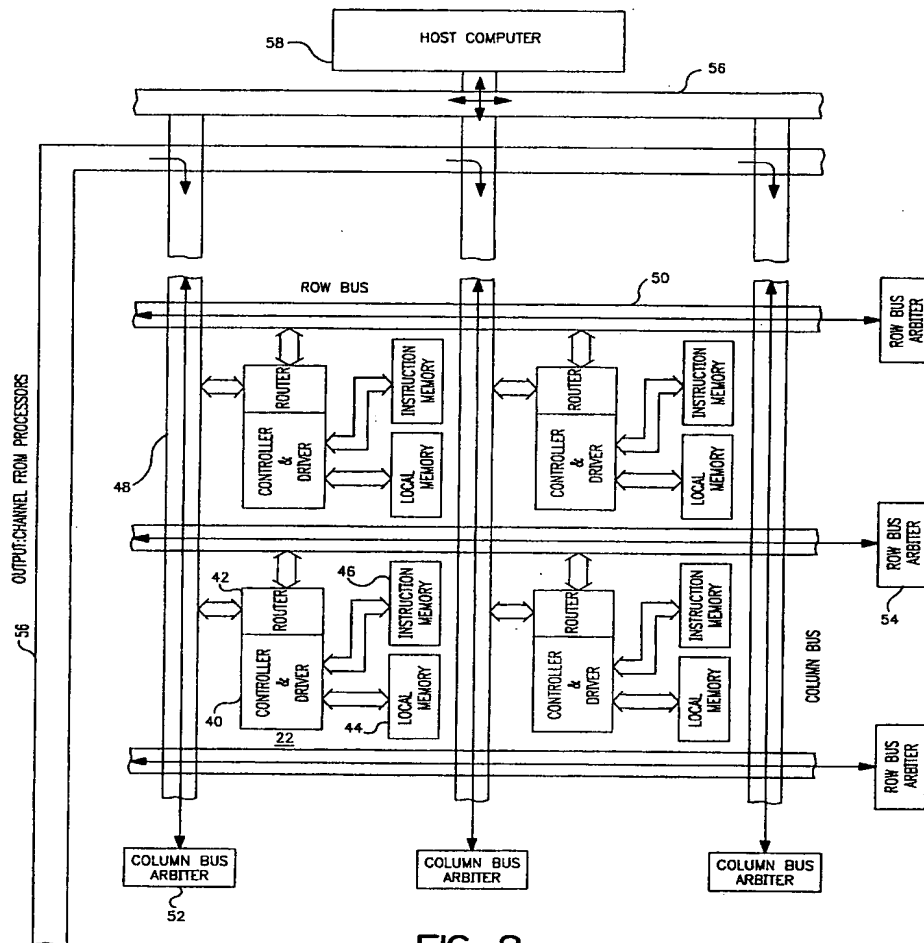 HOST COMPUTER
58
56
ROW BUS
50
ROW BUS
ARBITER
ROUTER
CONTROLLER
&
DRIVER
INSTRUCTION
MEMORY
LOCAL
MEMORY
ROUTER
CONTROLLER
&
DRIVER
INSTRUCTION
MEMORY
LOCAL
MEMORY
48
OUTPUT CHANNEL FROM PROCESSORS
56
ROW BUS
ARBITER
54
42
46
ROUTER
CONTROLLER
&
DRIVER
INSTRUCTION
MEMORY
LOCAL
MEMORY
40
44
22
ROUTER
CONTROLLER
&
DRIVER
INSTRUCTION
MEMORY
LOCAL
MEMORY
COLUMN BUS
ROW BUS
ARBITER
COLUMN BUS
ARBITER
52
COLUMN BUS
ARBITER
COLUMN BUS
ARBITER